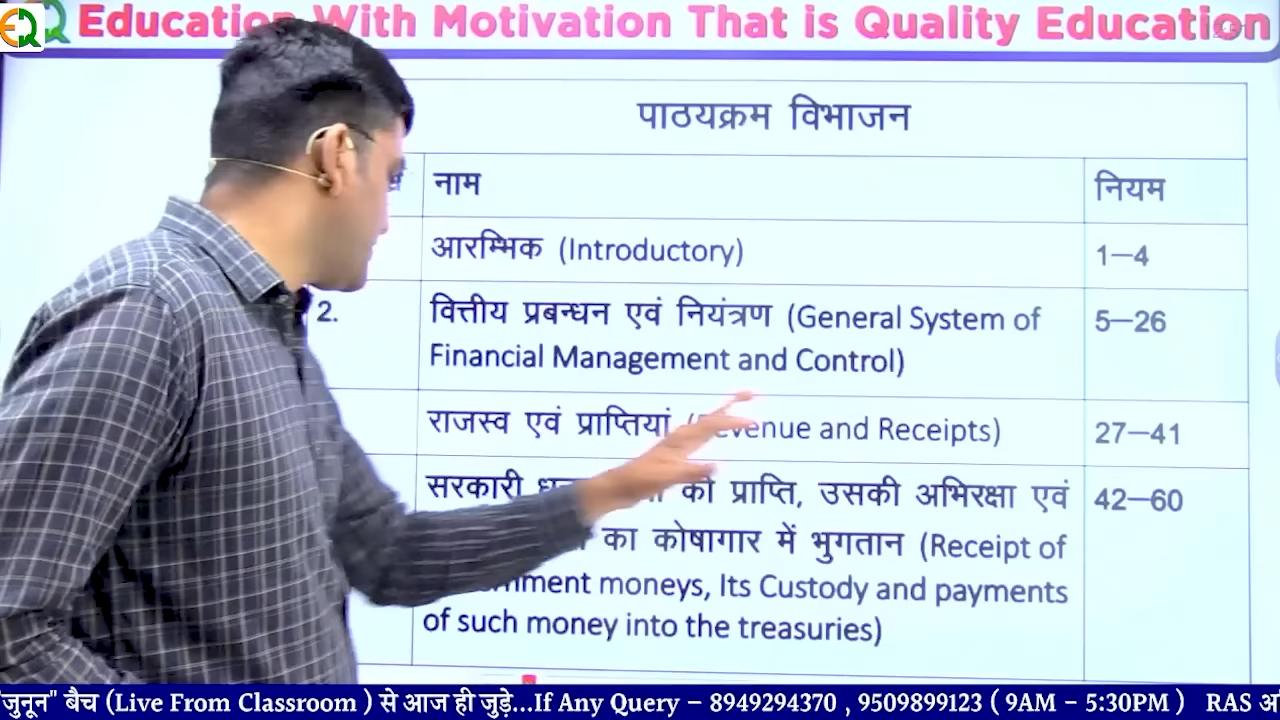 EQ Education With Motivation That is Quality Education
पाठयक्रम विभाजन
नाम
नियम
आरम्भिक (Introductory)
1–4
2.
वित्तीय प्रबन्धन एवं नियंत्रण (General System of
5–26
Financial Management and Control)
राजस्व एवं प्राप्तियां
and Receipts)
27–41
सरकारी
की प्राप्ति, उसकी अभिरक्षा एवं
42–60
का कोषागार में भुगतान (Receipt of
moneys, Its Custody and payments
of such money into the treasuries)
"जुनून" बैच (Live From Classroom ) से आज ही जुड़े...If Any Query – 8949294370 , 9509899123 ( 9AM – 5:30PM ) RAS